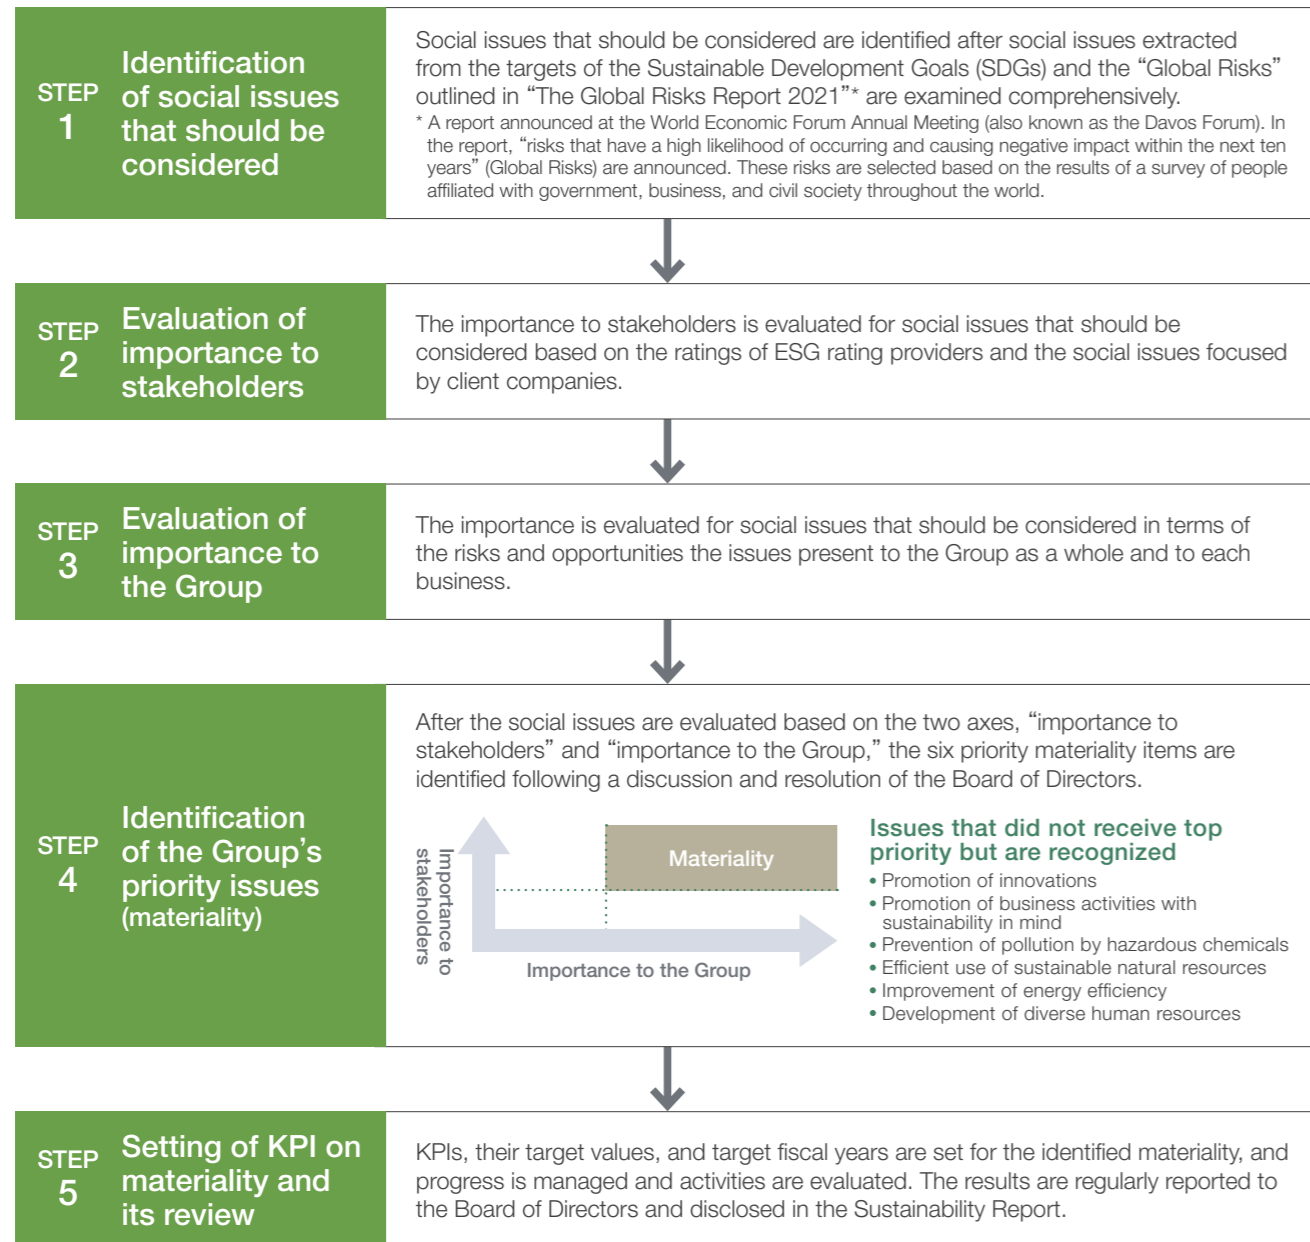 STEP
1
Identification
of social issues
that should be
considered
Social issues that should be considered are identified after social issues extracted
from the targets of the Sustainable Development Goals (SDGs) and the “Global Risks”
outlined in “The Global Risks Report 2021”* are examined comprehensively.
* A report announced at the World Economic Forum Annual Meeting (also known as the Davos Forum). In
the report, “risks that have a high likelihood of occurring and causing negative impact within the next ten
years” (Global Risks) are announced. These risks are selected based on the results of a survey of people
affiliated with government, business, and civil society throughout the world.
STEP
2
Evaluation of
importance to
stakeholders
The importance to stakeholders is evaluated for social issues that should be
considered based on the ratings of ESG rating providers and the social issues focused
by client companies.
STEP
3
Evaluation of
importance to
the Group
The importance is evaluated for social issues that should be considered in terms of
the risks and opportunities the issues present to the Group as a whole and to each
business.
STEP
4
Identification
of the Group’s
priority issues
(materiality)
After the social issues are evaluated based on the two axes, “importance to
stakeholders” and “importance to the Group,” the six priority materiality items are
identified following a discussion and resolution of the Board of Directors.
Importance to
stakeholders
Materiality
Importance to the Group
Issues that did not receive top
priority but are recognized
• Promotion of innovations
• Promotion of business activities with
sustainability in mind
• Prevention of pollution by hazardous chemicals
• Efficient use of sustainable natural resources
• Improvement of energy efficiency
• Development of diverse human resources
STEP
5
Setting of KPI on
materiality and
its review
KPIs, their target values, and target fiscal years are set for the identified materiality, and
progress is managed and activities are evaluated. The results are regularly reported to
the Board of Directors and disclosed in the Sustainability Report.